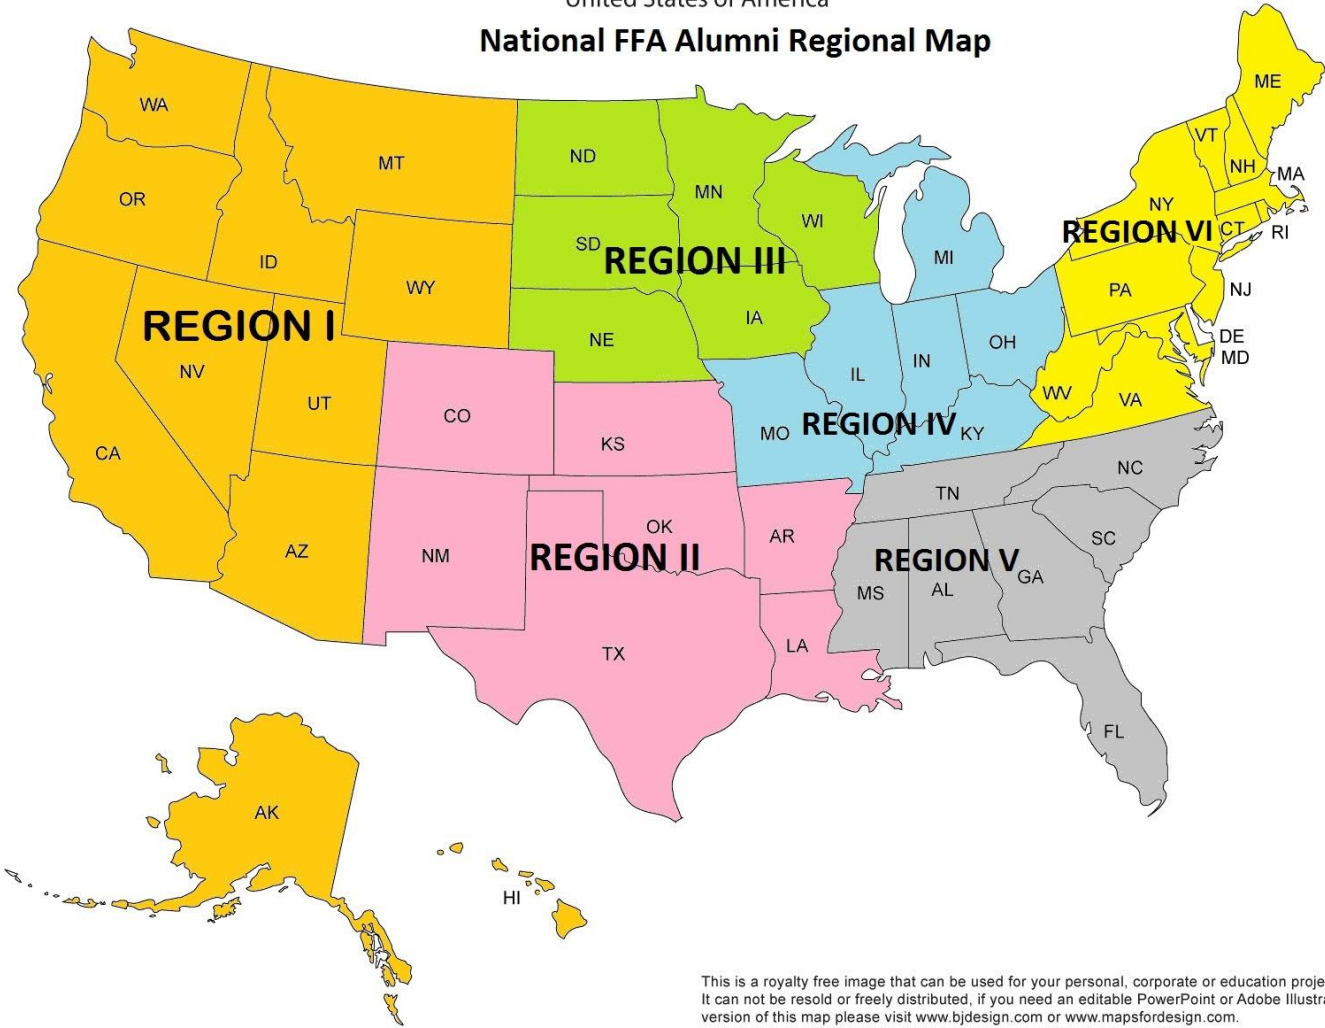 United States of America
National FFA Alumni Regional Map
ME
WA
VT
MT
ND
NH
MA
MN
OR
NY
WI
REGION VI
CT
RI
SD
REGION III
MI
ID
WY
PA
NJ
IA
REGION I
NE
OH
DE
MD
IN
NV
IL
WV
VA
UT
CO
REGION IV
MO
KY
KS
CA
NC
TN
OK
AR
SC
AZ
NM
REGION II
REGION V
GA
MS
AL
LA
TX
FL
AK
HI
This is a royalty free image that can be used for your personal, corporate or education proje
It can not be resold or freely distributed, if you need an editable PowerPoint or Adobe Illustra
version of this map please visit www.bjdesign.com or www.mapsfordesign.com.